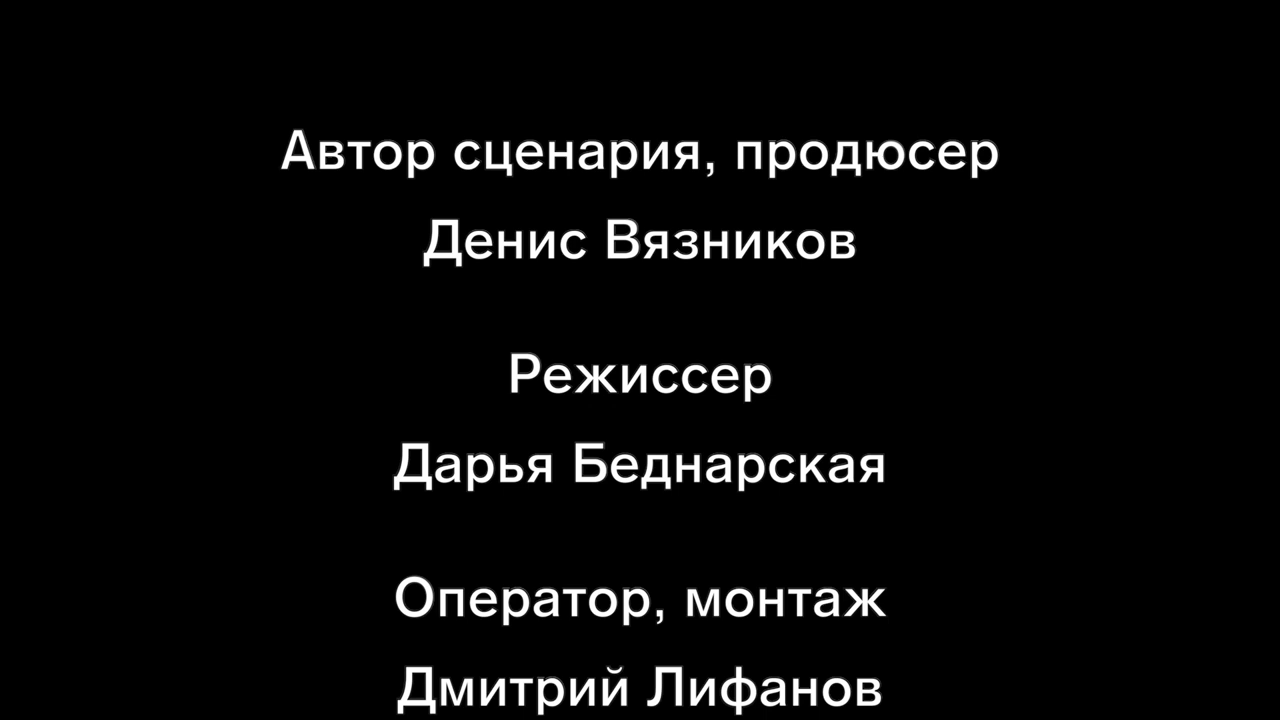 Автор сценария, продюсер
Денис Вязников
Режиссер
Дарья Беднарская
Оператор, монтаж
Дмитрий Лифанов